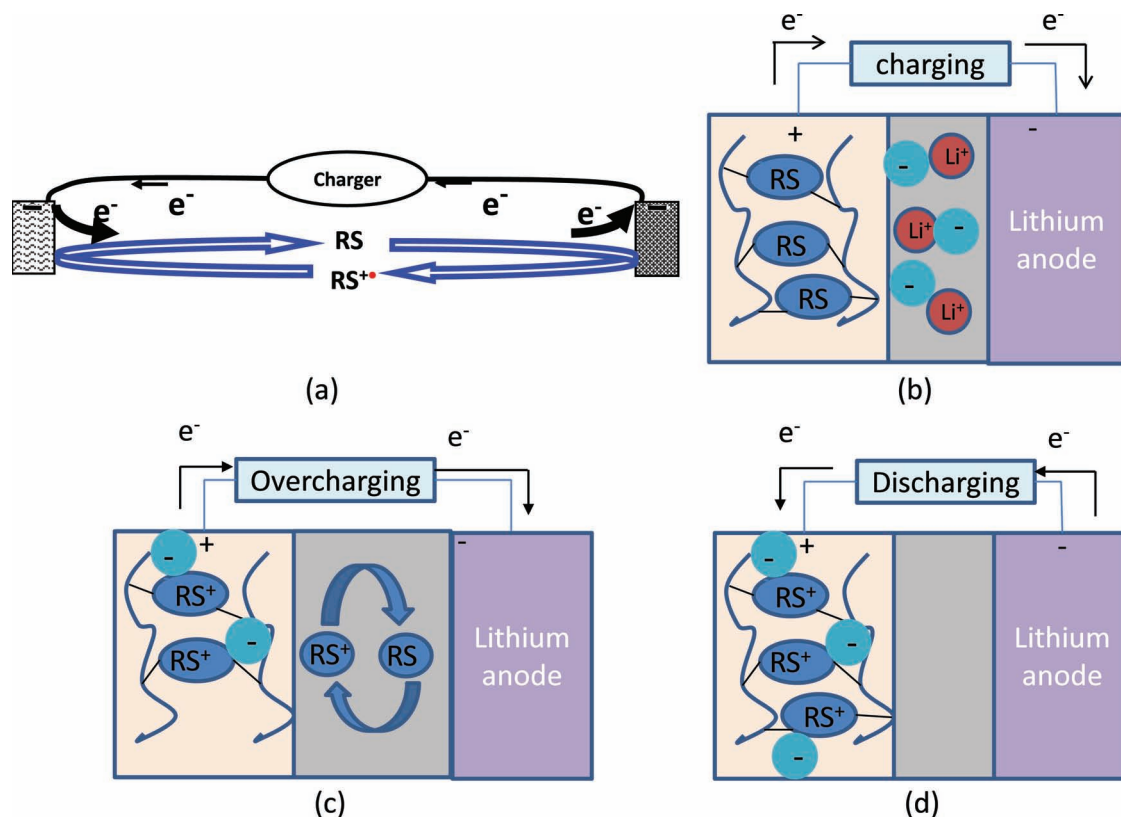 Charger
e⁻
e⁻
e⁻
e⁻
RS
RS⁺•
(a)
e⁻
e⁻
charging
+
-
RS
RS
RS
-
Li⁺
Li⁺
-
-
Li⁺
Lithium
anode
(b)
e⁻
e⁻
Overcharging
+
-
-
RS⁺
RS⁺
-
RS⁺
RS
Lithium
anode
(c)
e⁻
e⁻
Discharging
+
-
-
RS⁺
-
RS⁺
RS⁺
-
Lithium
anode
(d)